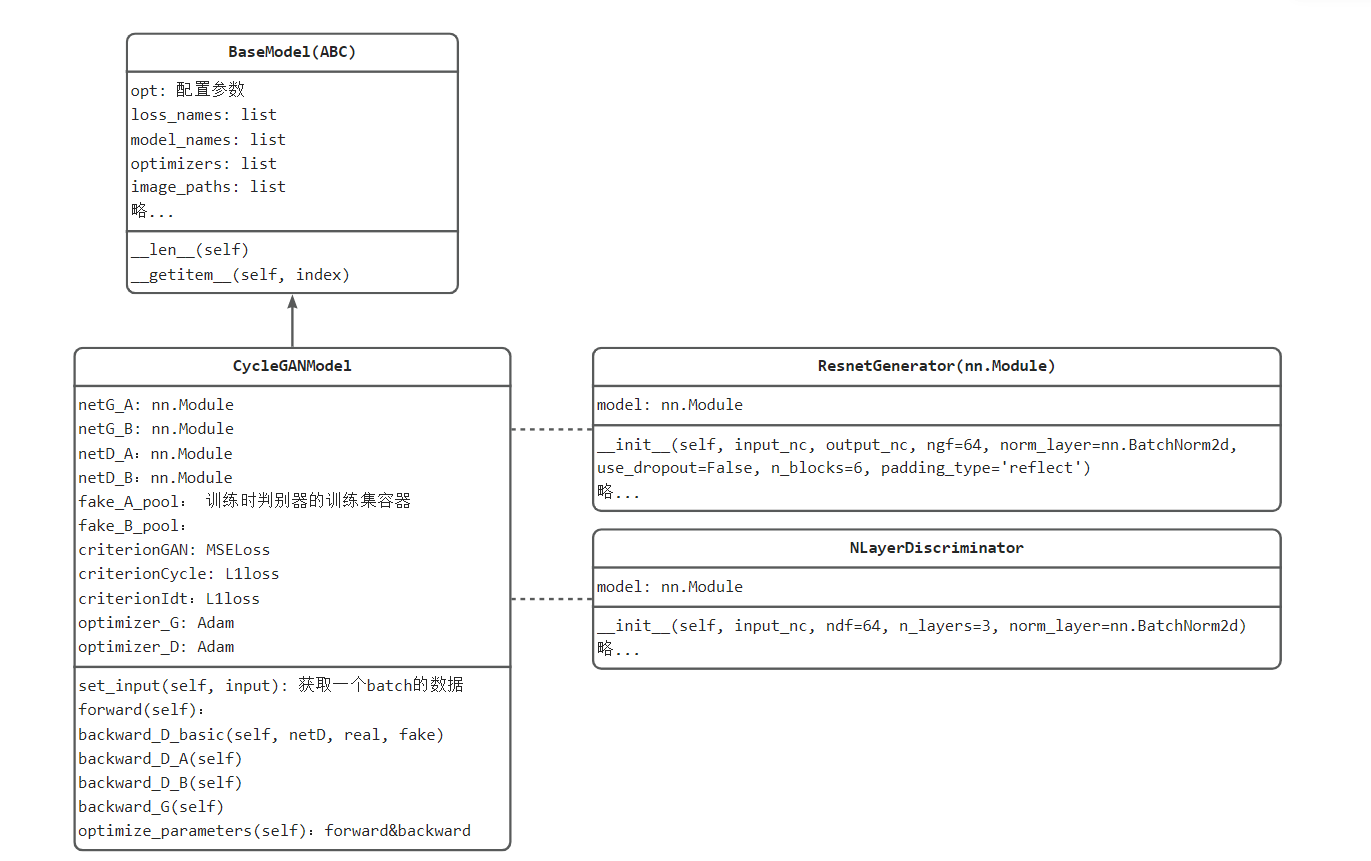 BaseModel(ABC)
opt: 配置参数
loss_names: list
model_names: list
optimizers: list
image_paths: list
略...
__len__(self)
__getitem__(self, index)
CycleGANModel
netG_A: nn.Module
netG_B: nn.Module
netD_A：nn.Module
netD_B：nn.Module
fake_A_pool： 训练时判别器的训练集容器
fake_B_pool：
criterionGAN: MSELoss
criterionCycle: L1loss
criterionIdt：L1loss
optimizer_G: Adam
optimizer_D: Adam
set_input(self, input): 获取一个batch的数据
forward(self)：
backward_D_basic(self, netD, real, fake)
backward_D_A(self)
backward_D_B(self)
backward_G(self)
optimize_parameters(self)：forward&backward
ResnetGenerator(nn.Module)
model: nn.Module
__init__(self, input_nc, output_nc, ngf=64, norm_layer=nn.BatchNorm2d,
use_dropout=False, n_blocks=6, padding_type='reflect')
略...
NLayerDiscriminator
model: nn.Module
__init__(self, input_nc, ndf=64, n_layers=3, norm_layer=nn.BatchNorm2d)
略...